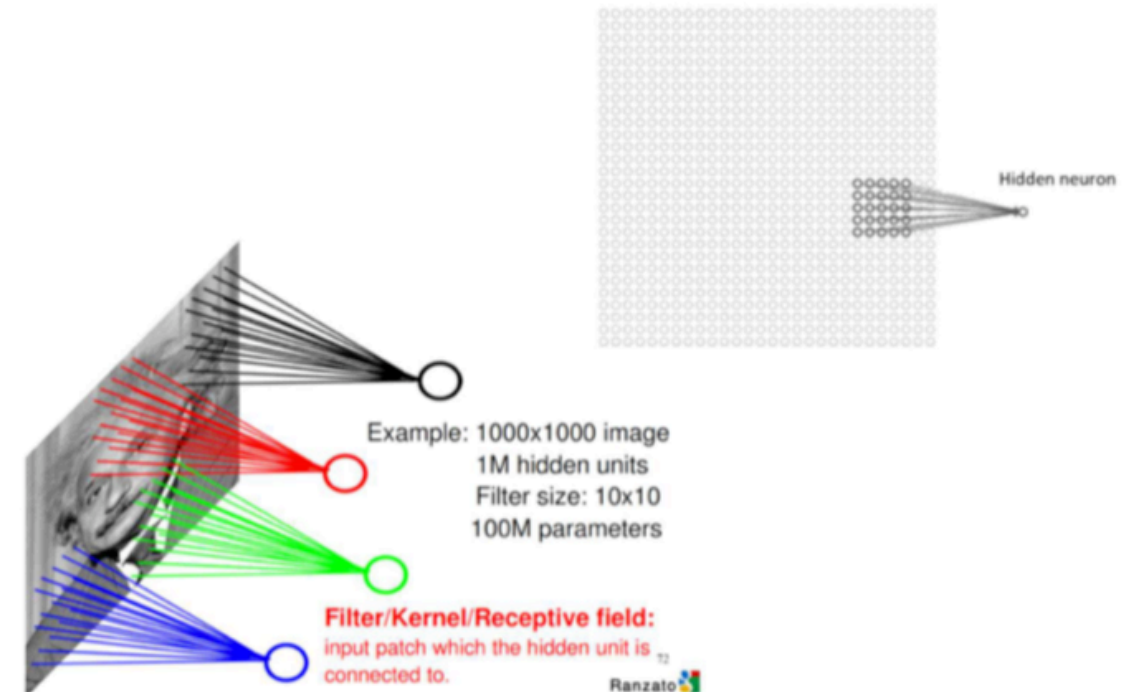 Hidden neuron
Example: 1000x1000 image
1M hidden units
Filter size: 10x10
100M parameters
Filter/Kernel/Receptive field:
input patch which the hidden unit is
connected to.
Ranzato